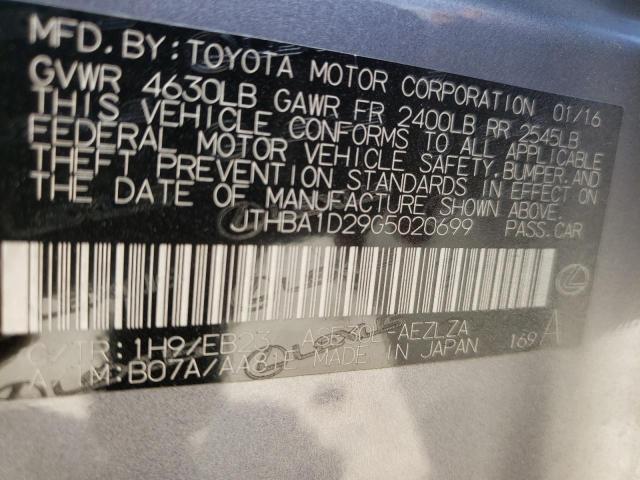 MFD. BY: TOYOTA MOTOR CORPORATION 01/16
GVWR 4630LB GAWR FR 2400LB RR 2545LB
THIS VEHICLE CONFORMS TO ALL APPLICABLE
FEDERAL MOTOR VEHICLE SAFETY, BUMPER, AND
THEFT PREVENTION STANDARDS IN EFFECT ON
THE DATE OF MANUFACTURE SHOWN ABOVE.
JTHBA1D29G5020699 PASS.CAR
C/TR: 1H9/EB23 AEZLZA
A/TM: B07A/AA81E MADE IN JAPAN 169 A
LEXUS